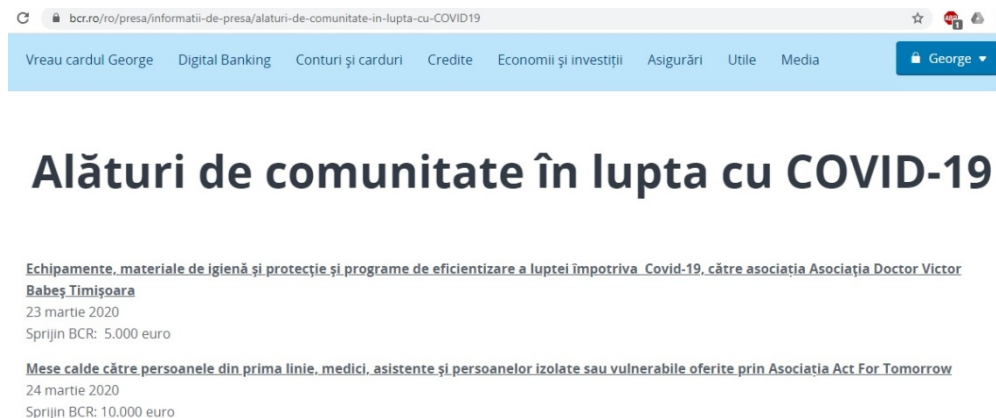 bcr.ro/ro/presa/informatii-de-presa/alaturi-de-comunitate-in-lupta-cu-COVID19
Vreau cardul George Digital Banking Conturi și carduri Credite Economii și investiții Asigurări Utile Media George
Alături de comunitate în lupta cu COVID-19
Echipamente, materiale de igienă și protecție și programe de eficientizare a luptei împotriva Covid-19, către asociația Asociația Doctor Victor
Babeș Timișoara
23 martie 2020
Sprijin BCR: 5.000 euro
Mese calde către persoanele din prima linie, medici, asistente și persoanelor izolate sau vulnerabile oferite prin Asociația Act For Tomorrow
24 martie 2020
Sprijin BCR: 10.000 euro